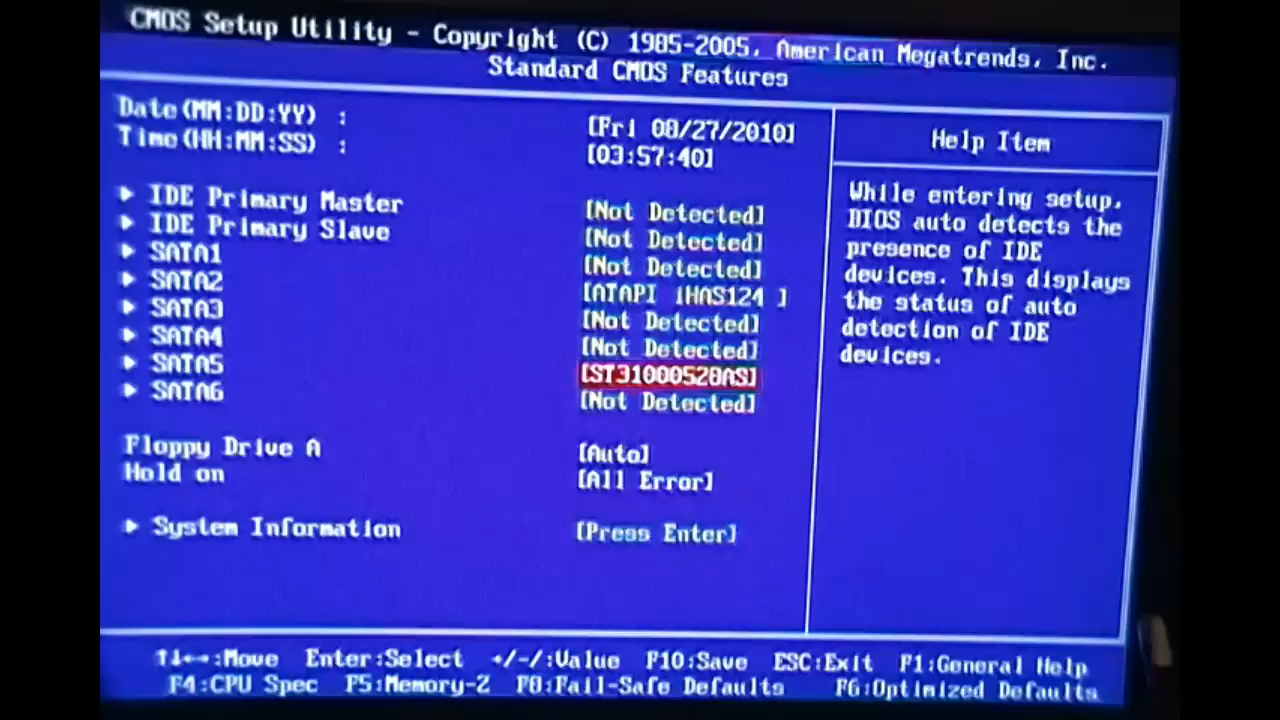 CMOS Setup Utility - Copyright (C) 1985-2005, American Megatrends, Inc.
Standard CMOS Features
Date(MM:DD:YY) : [Fri 08/27/2010]
Time(HH:MM:SS) : [03:57:40]
Help Item
► IDE Primary Master [Not Detected]
► IDE Primary Slave [Not Detected]
► SATA1 [Not Detected]
► SATA2 [ATAPI iHAS124 ]
► SATA3 [Not Detected]
► SATA4 [Not Detected]
► SATA5 [ST31000528AS]
► SATA6 [Not Detected]
Floppy Drive A [Auto]
Hold on [All Error]
► System Information [Press Enter]
While entering setup,
BIOS auto detects the
presence of IDE
devices. This displays
the status of auto
detection of IDE
devices.
↑↓←→:Move Enter:Select +/-/:Value F10:Save ESC:Exit F1:General Help
F4:CPU Spec F5:Memory-Z F8:Fail-Safe Defaults F6:Optimized Defaults